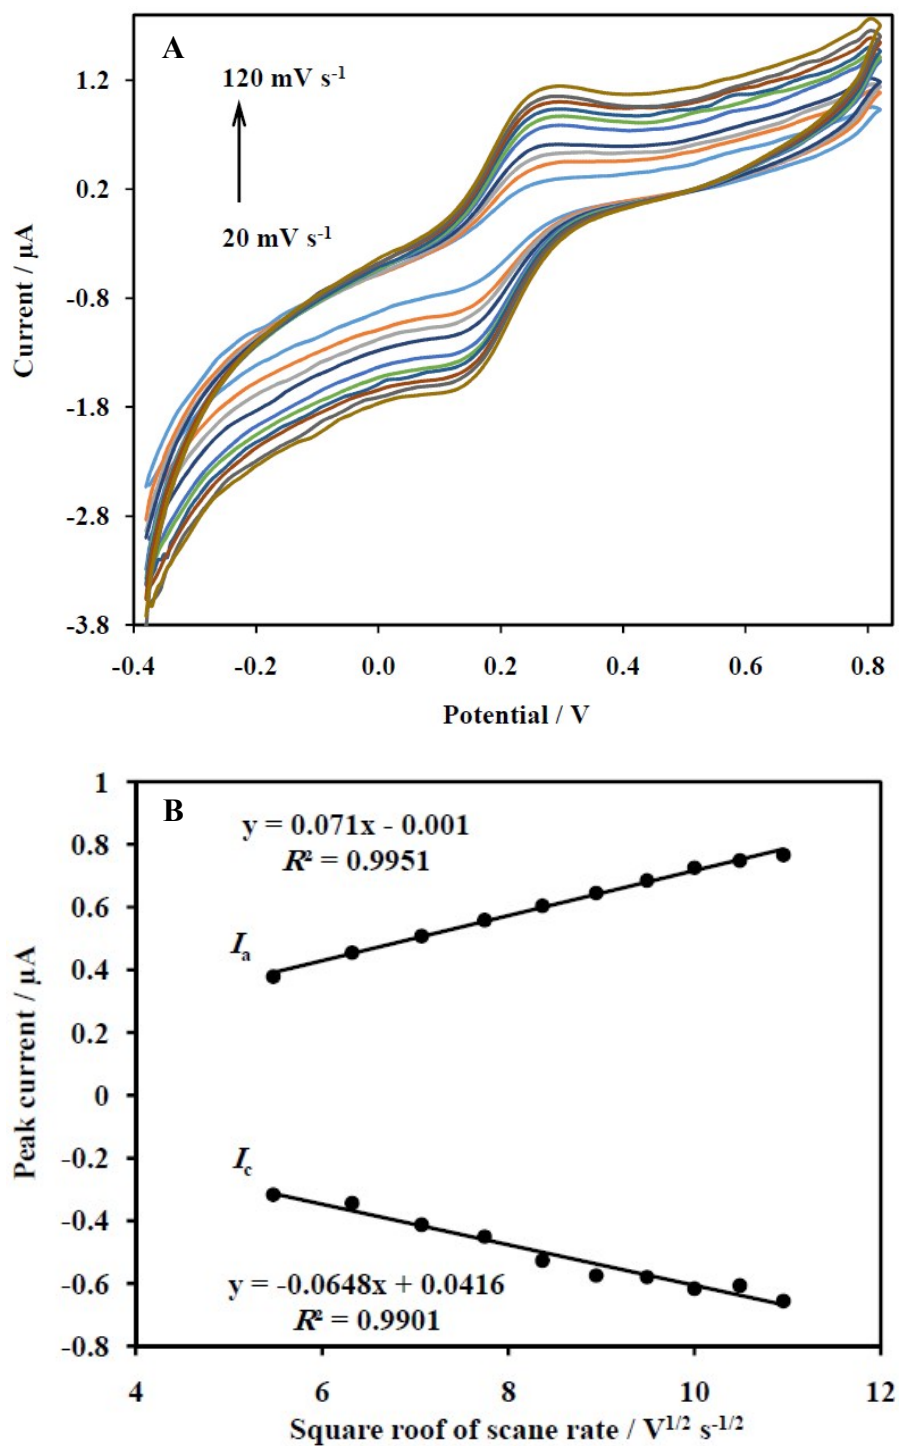 A
120 mV s-1
20 mV s-1
1.2
0.2
-0.8
-1.8
-2.8
-3.8
Current / µA
-0.4 -0.2 0.0 0.2 0.4 0.6 0.8
Potential / V
B
y = 0.071x - 0.001
R² = 0.9951
Ia
Ic
y = -0.0648x + 0.0416
R² = 0.9901
1
0.8
0.6
0.4
0.2
0
-0.2
-0.4
-0.6
-0.8
Peak current / µA
4 6 8 10 12
Square roof of scane rate / V1/2 s-1/2